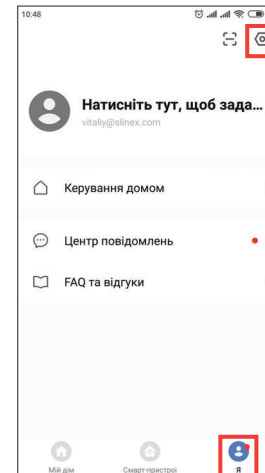 10:48
Натисніть тут, щоб зада...
vitaliy@slinex.com
Керування домом
Центр повідомлень
FAQ та відгуки
Мій дім Смарт-пристрої Я